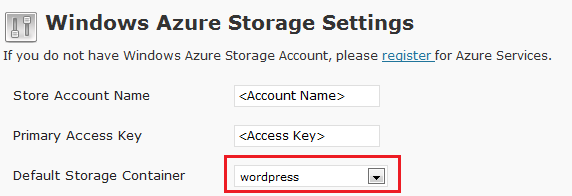 Windows Azure Storage Settings
If you do not have Windows Azure Storage Account, please register for Azure Services.
Store Account Name <Account Name>
Primary Access Key <Access Key>
Default Storage Container wordpress